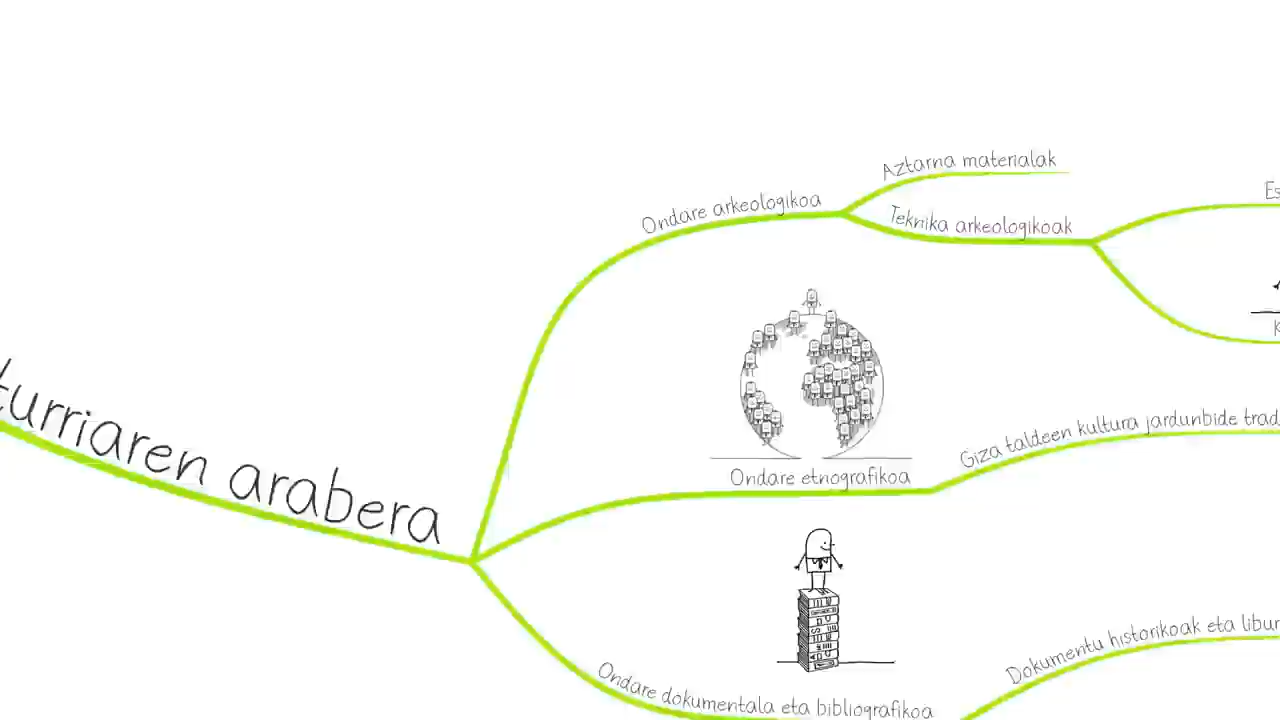 Aztarna materialak
Ondare arkeologikoa
Teknika arkeologikoak
turriaren arabera
Giza taldeen kultura jardunbide trad
Ondare etnografikoa
Dokumentu historikoak eta libur
Ondare dokumentala eta bibliografikoa